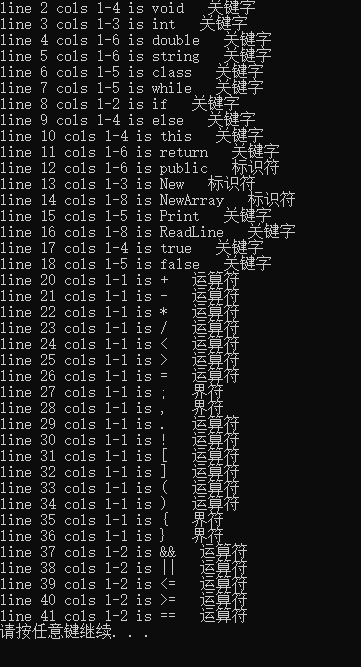 line 2 cols 1-4 is void 关键字
line 3 cols 1-3 is int 关键字
line 4 cols 1-6 is double 关键字
line 5 cols 1-6 is string 关键字
line 6 cols 1-5 is class 关键字
line 7 cols 1-5 is while 关键字
line 8 cols 1-2 is if 关键字
line 9 cols 1-4 is else 关键字
line 10 cols 1-4 is this 关键字
line 11 cols 1-6 is return 关键字
line 12 cols 1-6 is public 标识符
line 13 cols 1-3 is New 标识符
line 14 cols 1-8 is NewArray 标识符
line 15 cols 1-5 is Print 关键字
line 16 cols 1-8 is ReadLine 关键字
line 17 cols 1-4 is true 关键字
line 18 cols 1-5 is false 关键字
line 20 cols 1-1 is + 运算符
line 21 cols 1-1 is - 运算符
line 22 cols 1-1 is * 运算符
line 23 cols 1-1 is / 运算符
line 24 cols 1-1 is < 运算符
line 25 cols 1-1 is > 运算符
line 26 cols 1-1 is = 运算符
line 27 cols 1-1 is ; 界符
line 28 cols 1-1 is , 界符
line 29 cols 1-1 is . 运算符
line 30 cols 1-1 is ! 运算符
line 31 cols 1-1 is [ 运算符
line 32 cols 1-1 is ] 运算符
line 33 cols 1-1 is ( 运算符
line 34 cols 1-1 is ) 运算符
line 35 cols 1-1 is { 界符
line 36 cols 1-1 is } 界符
line 37 cols 1-2 is && 运算符
line 38 cols 1-2 is || 运算符
line 39 cols 1-2 is <= 运算符
line 40 cols 1-2 is >= 运算符
line 41 cols 1-2 is == 运算符
请按任意键继续. . .